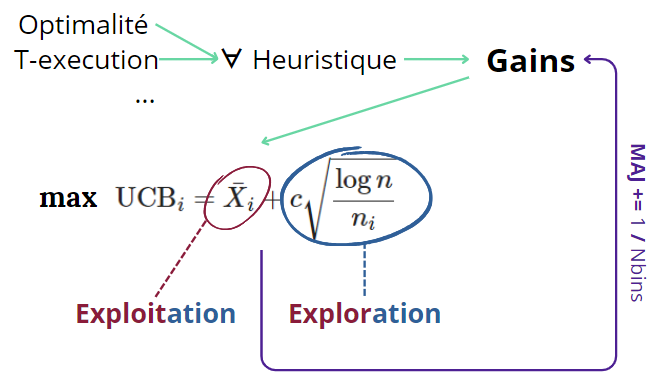 Optimalité
T-execution
∀ Heuristique
Gains
...
max UCB_i = X̄_i + c√(log n / n_i)
Exploitation
Exploration
MAJ += 1 / Nbins